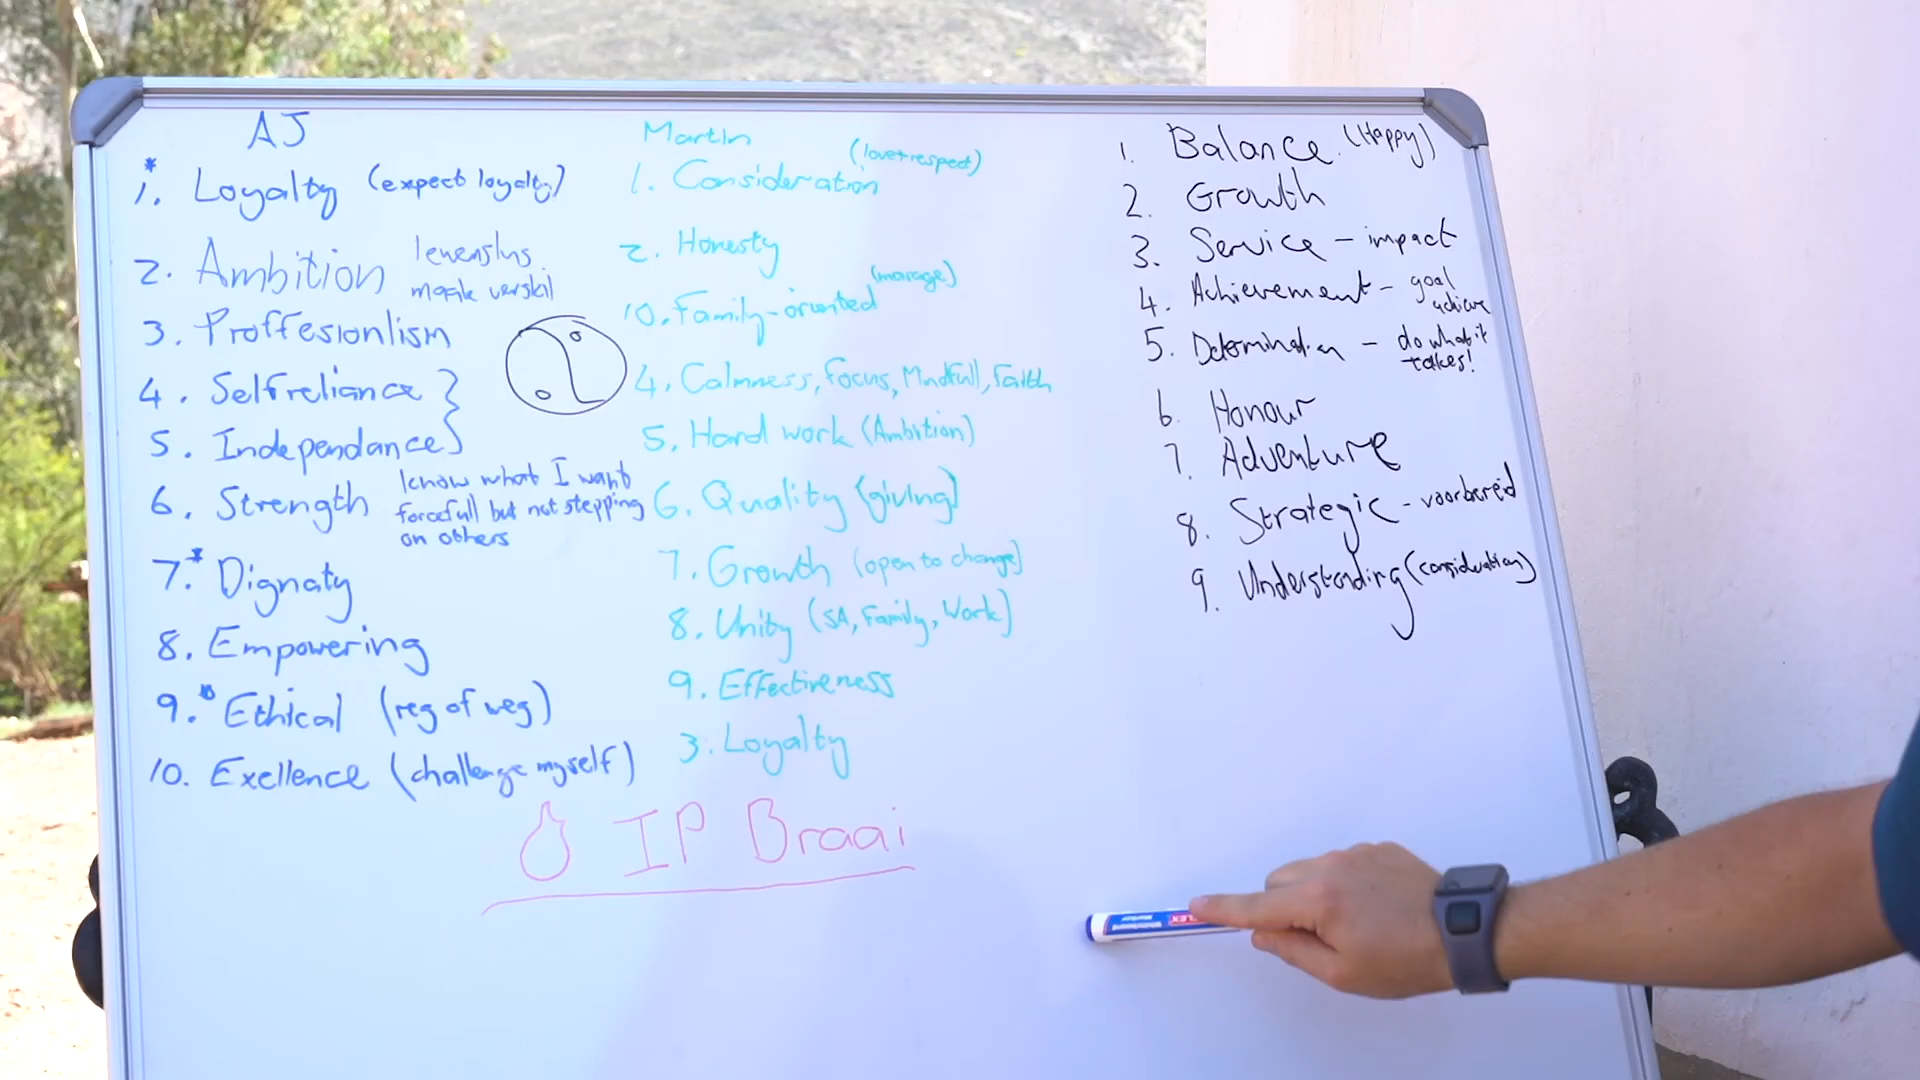 AJ
1. Loyalty (expect loyalty)
2. Ambition lewenslus
maak verskil
3. Proffesionlism
4. Selfreliance
5. Independance
6. Strength know what I want
forcefull but not stepping
on others
7.* Dignaty
8. Empowering
9. Ethical (reg of weg)
10. Exellence (challenge myself)
Martin
1. Consideration (love+respect)
2. Honesty
10. Family-oriented
4. Calmness, Focus, Mindfull, Faith
5. Hard work (Ambition)
6. Quality (giving)
7. Growth (open to change)
8. Unity (SA, Family, Work)
9. Effectiveness
3. Loyalty
1. Balance (Happy)
2. Growth
3. Service - impact
4. Achievement - goal
achieve
5. Determination - do what it
takes!
6. Honour
7. Adventure
8. Strategic - voorbereid
9. Understanding (consideration)
IP Braai